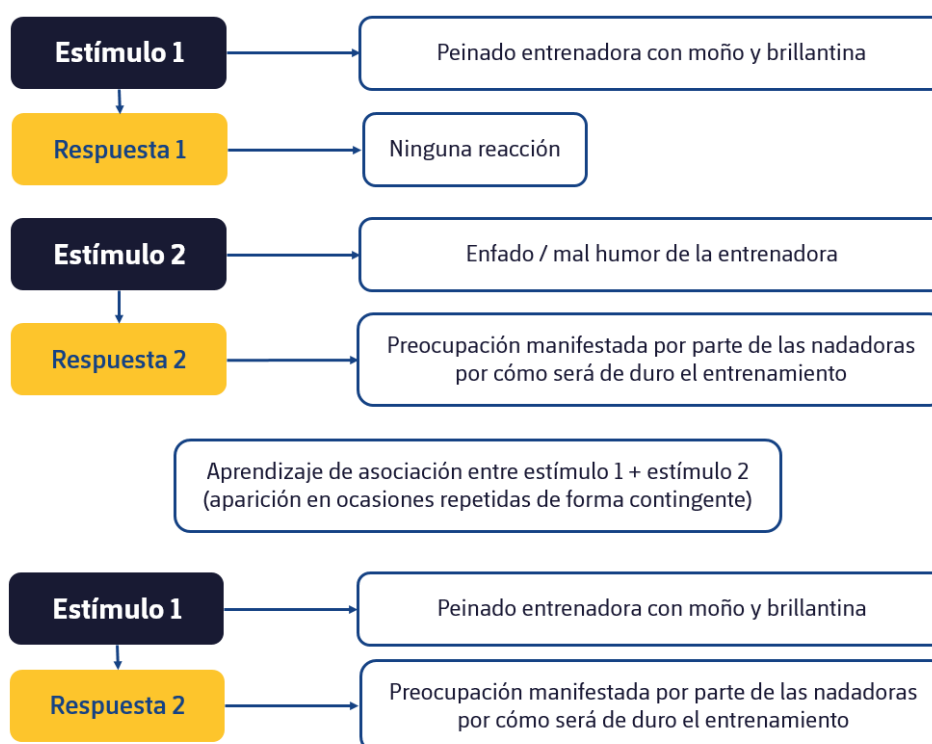 Estímulo 1
Peinado entrenadora con moño y brillantina
Respuesta 1
Ninguna reacción
Estímulo 2
Enfado / mal humor de la entrenadora
Respuesta 2
Preocupación manifestada por parte de las nadadoras
por cómo será de duro el entrenamiento
Aprendizaje de asociación entre estímulo 1 + estímulo 2
(aparición en ocasiones repetidas de forma contingente)
Estímulo 1
Peinado entrenadora con moño y brillantina
Respuesta 2
Preocupación manifestada por parte de las nadadoras
por cómo será de duro el entrenamiento